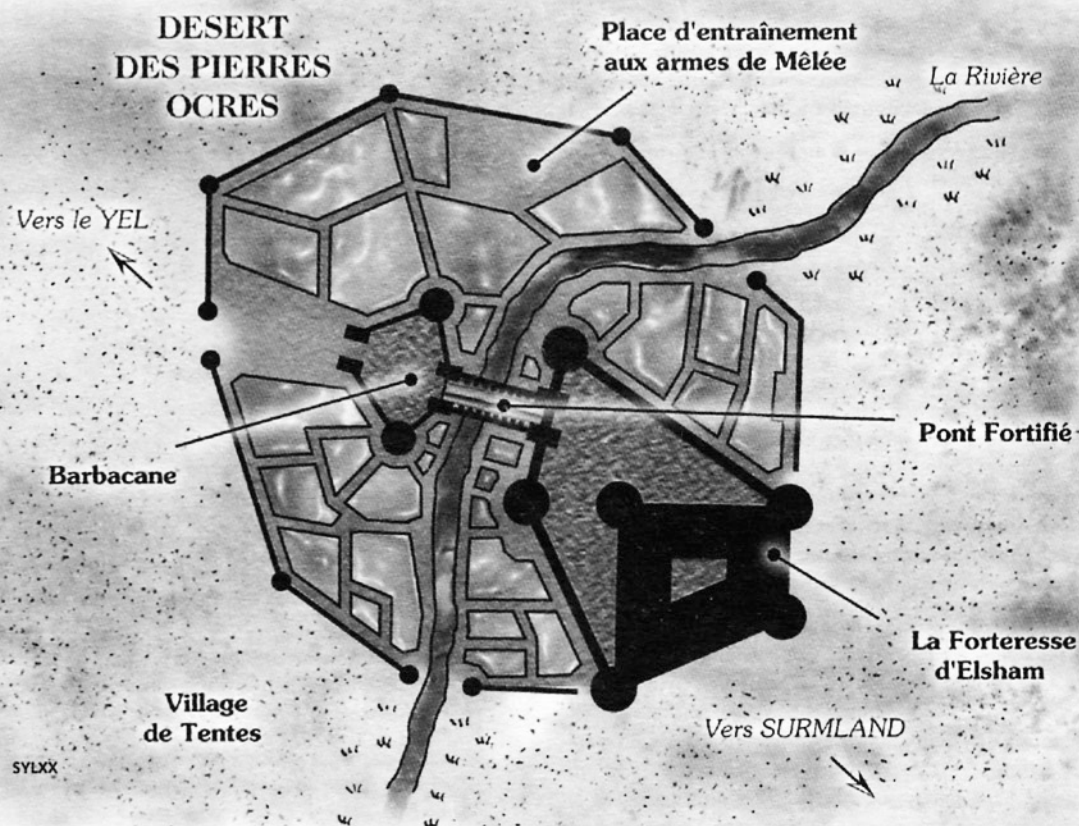 DESERT
DES PIERRES
OCRES
Place d'entraînement
aux armes de Mêlée
La Rivière
Vers le YEL
Barbacane
Pont Fortifié
La Forteresse
d'Elsham
Village
de Tentes
Vers SURMLAND
SYLXX